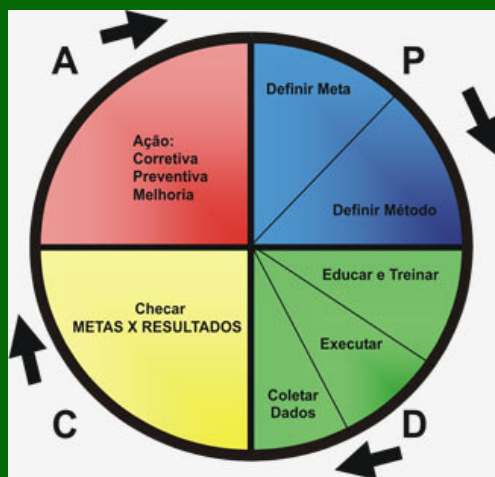 A
P
Definir Meta
Ação:
Corretiva
Preventiva
Melhoria
Definir Método
Educar e Treinar
Checar
METAS X RESULTADOS
Executar
Coletar
Dados
C
D